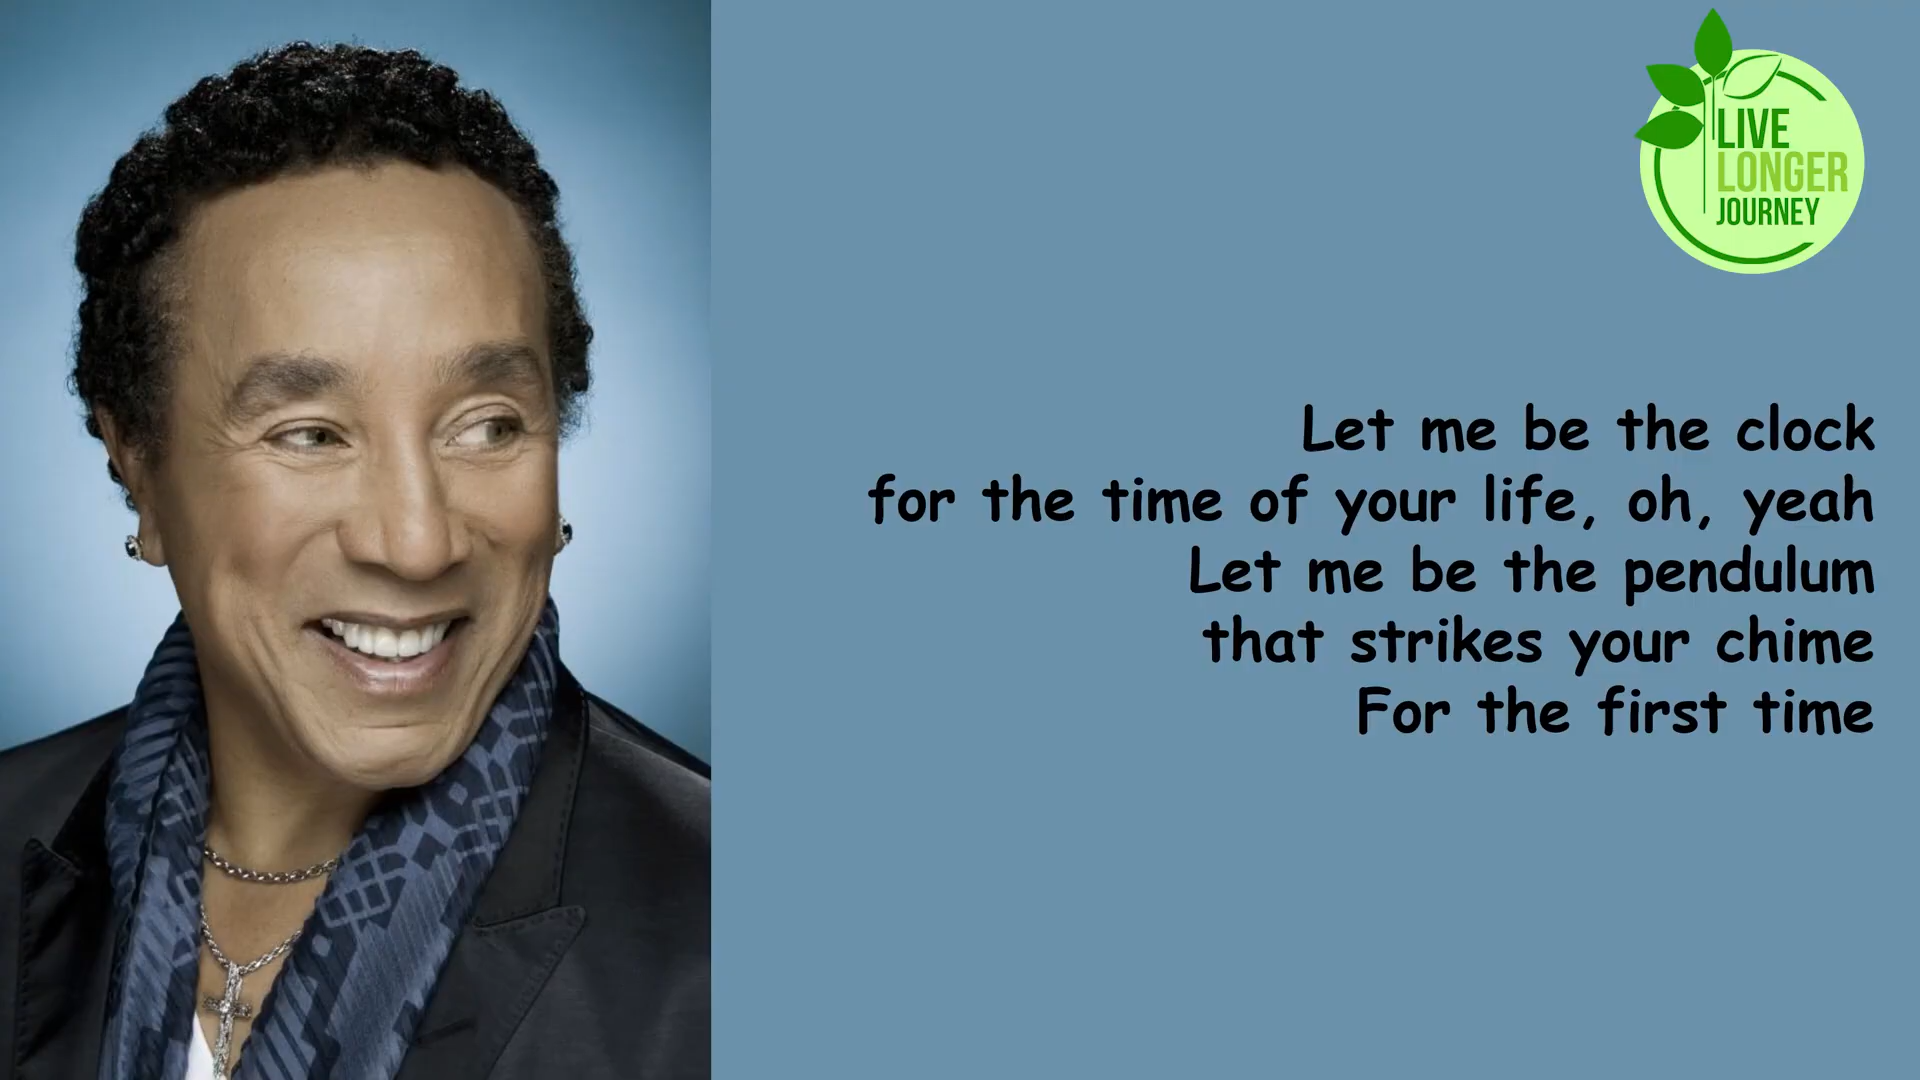 LIVE
LONGER
JOURNEY
Let me be the clock
for the time of your life, oh, yeah
Let me be the pendulum
that strikes your chime
For the first time